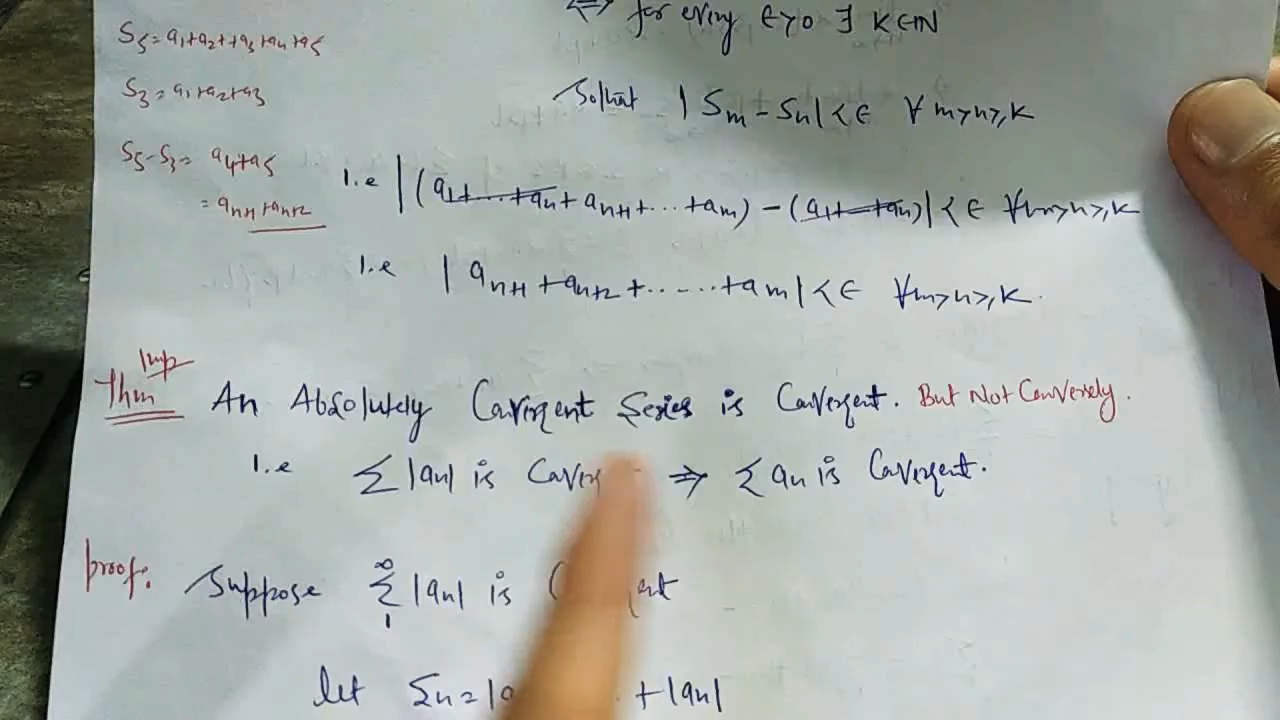 ⇔ for every ϵ>0 ∃ K∈IN
S5=a1+a2++a3+a4+a5
S3=a1+a2+a3
So that |Sm-Sn|<ϵ ∀ m>n≥K
S5-S3= a4+a5
= an+1+an+2
I.e |(a1+...+an+an+1+...+am)-(a1+...+an)|<ϵ ∀m>n≥K
I.e |an+1+an+2+......+am|<ϵ ∀m>n≥K.
Imp
Thm An Absolutely Convergent Series is Convergent. But Not Conversely.
I.e Σ|an| is ⇒ Σan is Convergent.
proof. Suppose ∞Σ1 |an| is
let Σn=|a +|an|